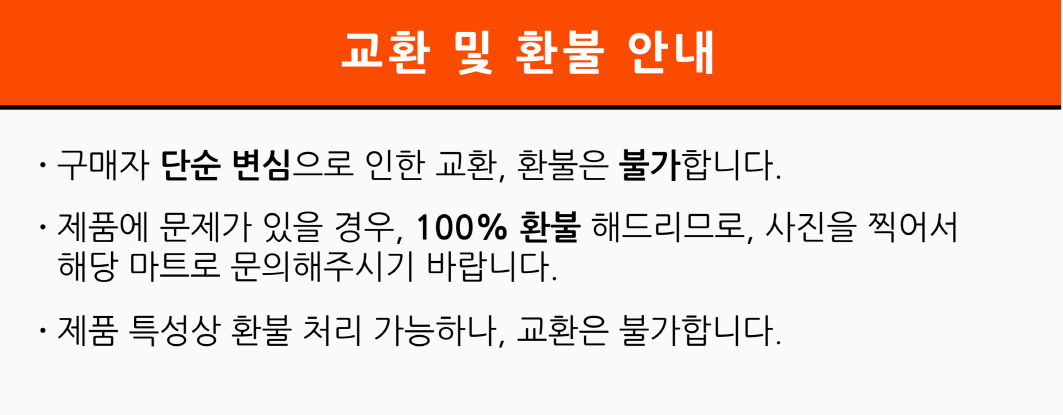 교환 및 환불 안내
· 구매자 단순 변심으로 인한 교환, 환불은 불가합니다.
· 제품에 문제가 있을 경우, 100% 환불 해드리므로, 사진을 찍어서
해당 마트로 문의해주시기 바랍니다.
· 제품 특성상 환불 처리 가능하나, 교환은 불가합니다.